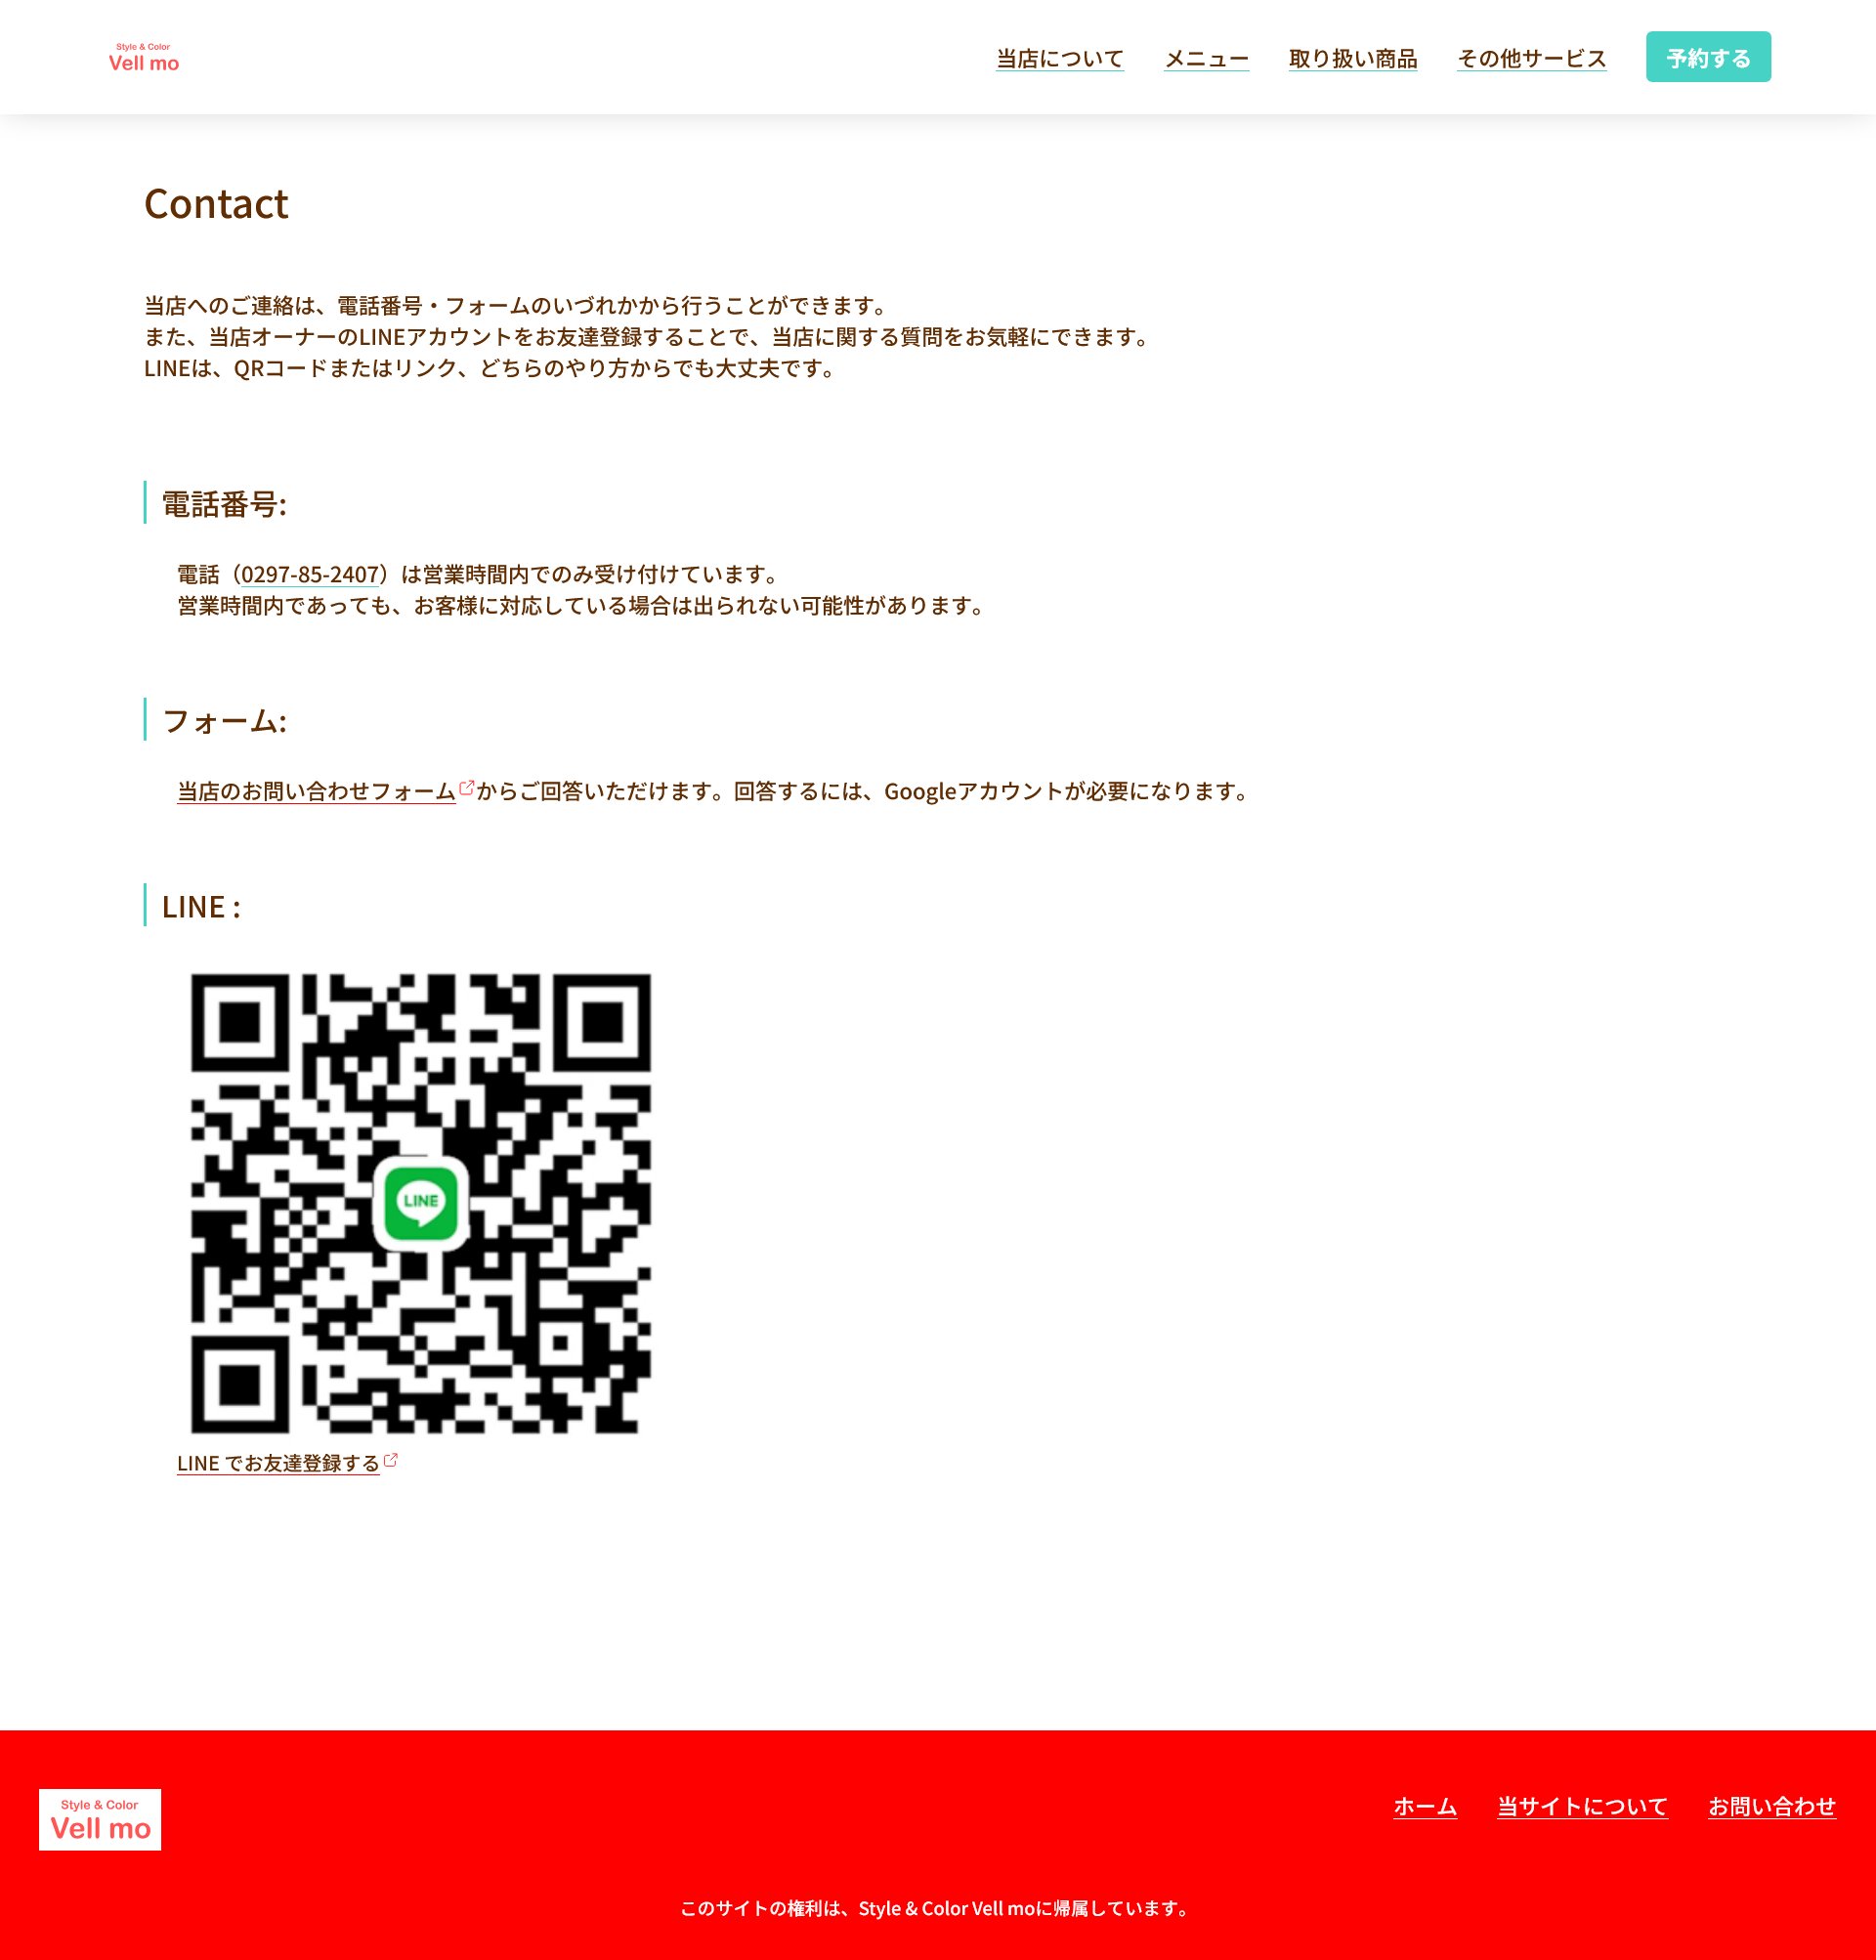 Style & Color
Vell mo
当店について
メニュー
取り扱い商品
その他サービス
予約する
Contact
当店へのご連絡は、電話番号・フォームのいづれかから行うことができます。
また、当店オーナーのLINEアカウントをお友達登録することで、当店に関する質問をお気軽にできます。
LINEは、QRコードまたはリンク、どちらのやり方からでも大丈夫です。
電話番号:
電話（0297-85-2407）は営業時間内でのみ受け付けています。
営業時間内であっても、お客様に対応している場合は出られない可能性があります。
フォーム:
当店のお問い合わせフォームからご回答いただけます。回答するには、Googleアカウントが必要になります。
LINE :
LINE
LINE でお友達登録する
Style & Color
Vell mo
ホーム
当サイトについて
お問い合わせ
このサイトの権利は、Style & Color Vell moに帰属しています。